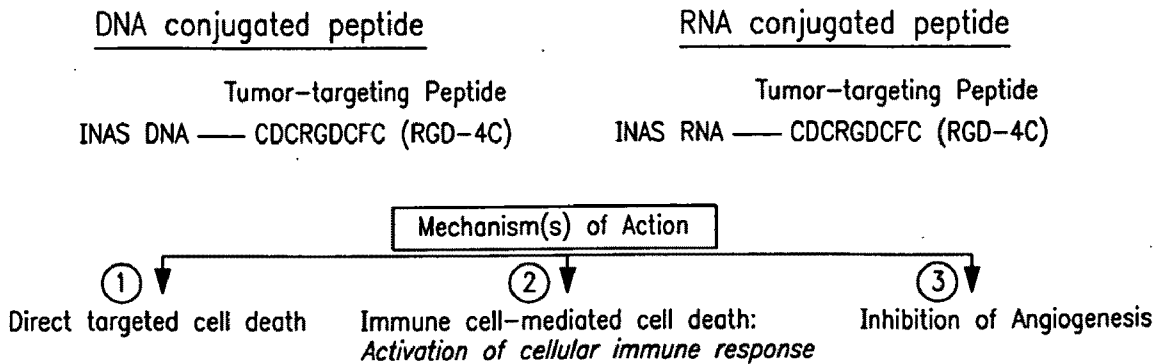 DNA conjugated peptide
RNA conjugated peptide
Tumor-targeting Peptide
INAS DNA — CDCRGDCFC (RGD-4C)
Tumor-targeting Peptide
INAS RNA — CDCRGDCFC (RGD-4C)
Mechanism(s) of Action
1
Direct targeted cell death
2
Immune cell-mediated cell death:
Activation of cellular immune response
3
Inhibition of Angiogenesis